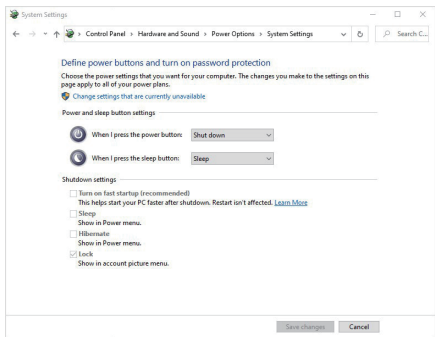 System Settings
Control Panel > Hardware and Sound > Power Options > System Settings
Search C...
Define power buttons and turn on password protection
Choose the power settings that you want for your computer. The changes you make to the settings on this
page apply to all of your power plans.
Change settings that are currently unavailable
Power and sleep button settings
When I press the power button: Shut down
When I press the sleep button: Sleep
Shutdown settings
Turn on fast startup (recommended)
This helps start your PC faster after shutdown. Restart isn't affected. Learn More
Sleep
Show in Power menu.
Hibernate
Show in Power menu.
Lock
Show in account picture menu.
Save changes Cancel